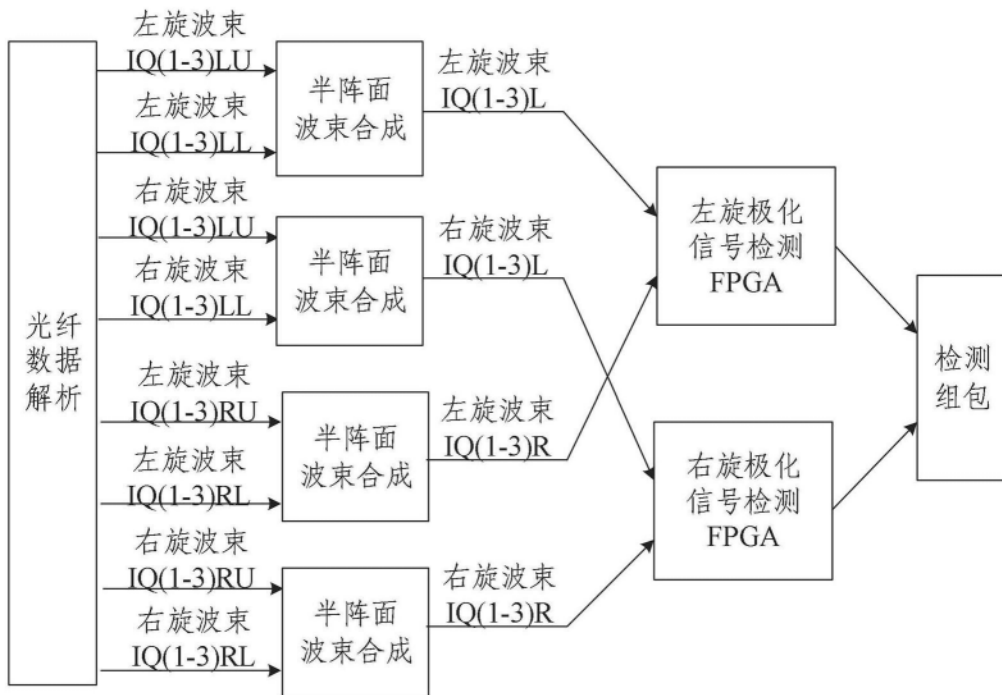 光纤
数据
解析
左旋波束
IQ(1-3)LU
左旋波束
IQ(1-3)LL
右旋波束
IQ(1-3)LU
右旋波束
IQ(1-3)LL
左旋波束
IQ(1-3)RU
左旋波束
IQ(1-3)RL
右旋波束
IQ(1-3)RU
右旋波束
IQ(1-3)RL
半阵面
波束合成
半阵面
波束合成
半阵面
波束合成
半阵面
波束合成
左旋波束
IQ(1-3)L
右旋波束
IQ(1-3)L
左旋波束
IQ(1-3)R
右旋波束
IQ(1-3)R
左旋极化
信号检测
FPGA
右旋极化
信号检测
FPGA
检测
组包